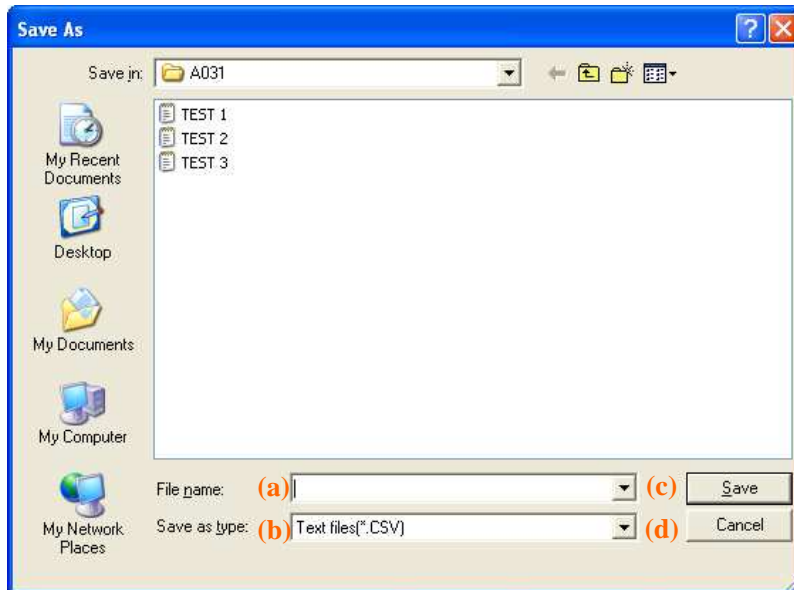 Save As
Save in: A031
TEST 1
TEST 2
TEST 3
My Recent
Documents
Desktop
My Documents
My Computer
My Network
Places
File name: (a) (c) Save
Save as type: (b) Text files(*.CSV) (d) Cancel